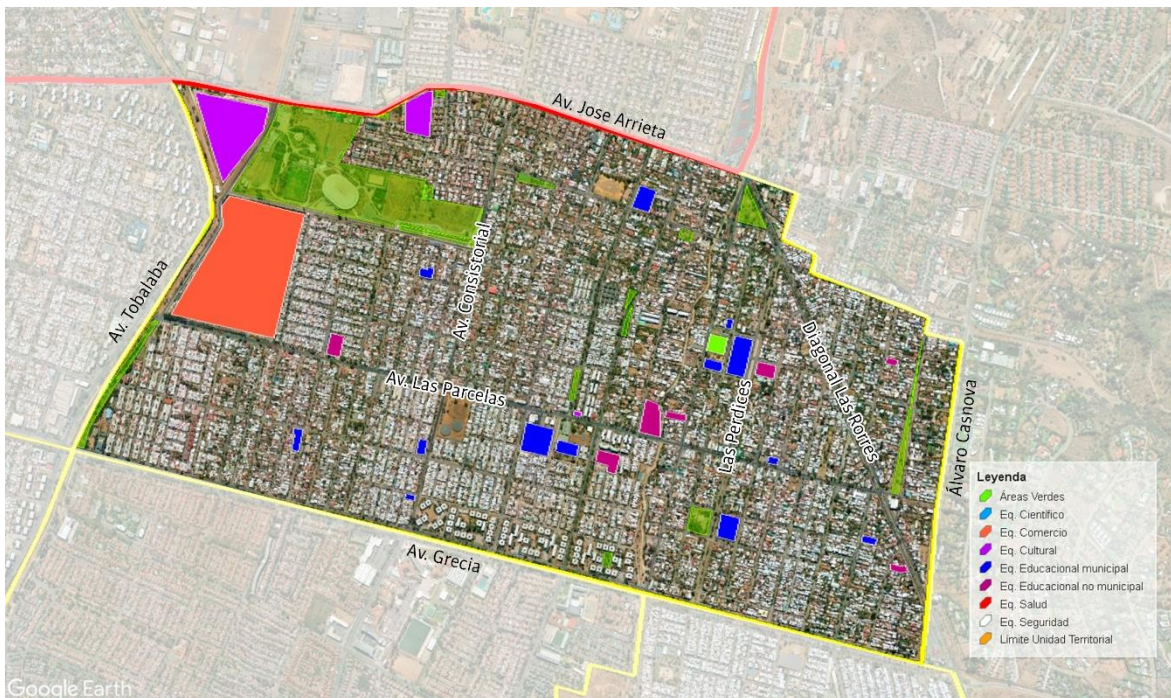 Av. Jose Arrieta
Av. Tobalaba
Av. Consistorial
Av. Las Parcelas
Las Perdices
Diagonal Las Rorres
Álvaro Casnova
Av. Grecia
Leyenda
Áreas Verdes
Eq. Científico
Eq. Comercio
Eq. Cultural
Eq. Educacional municipal
Eq. Educacional no municipal
Eq. Salud
Eq. Seguridad
Límite Unidad Territorial
Google Earth